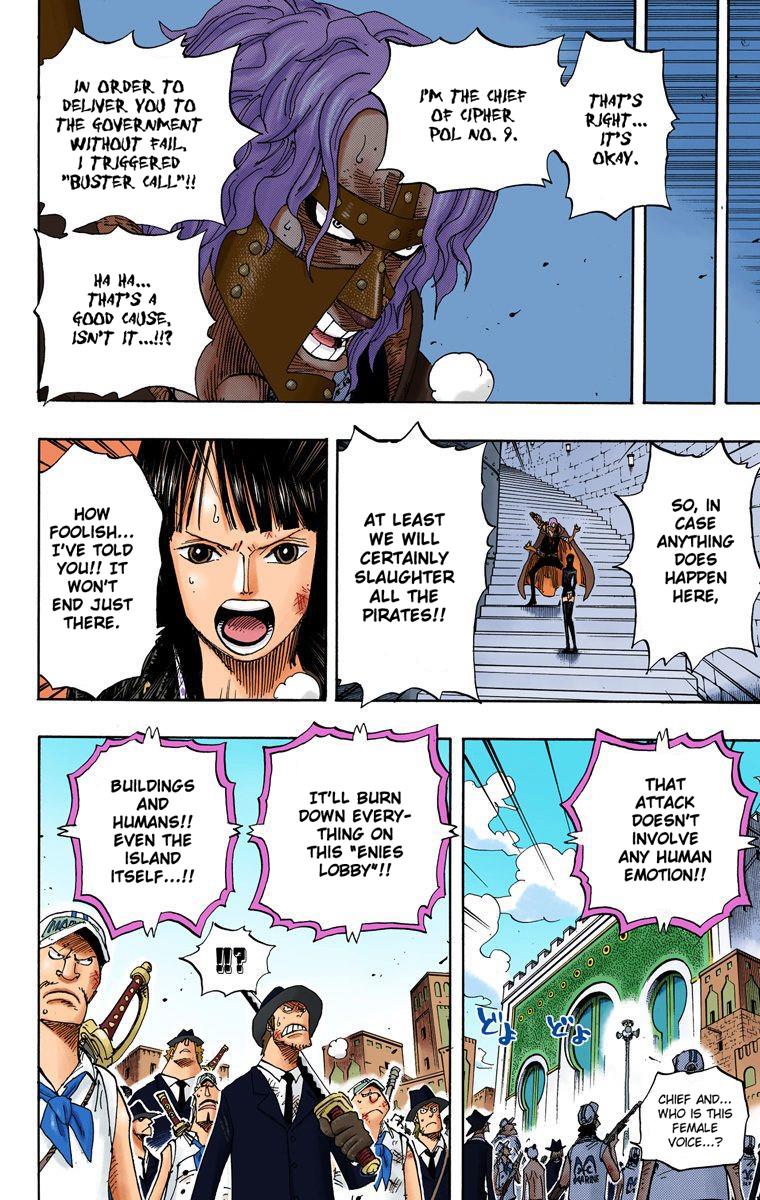 THAT'S
RIGHT...
IT'S
OKAY.
I'M THE CHIEF
OF CIPHER
POL NO. 9.
IN ORDER TO
DELIVER YOU TO
THE GOVERNMENT
WITHOUT FAIL,
I TRIGGERED
"BUSTER CALL"!!
HA HA...
THAT'S A
GOOD CAUSE,
ISN'T IT...!!?
SO, IN
CASE
ANYTHING
DOES
HAPPEN
HERE,
AT LEAST
WE WILL
CERTAINLY
SLAUGHTER
ALL THE
PIRATES!!
HOW
FOOLISH...
I'VE TOLD
YOU!! IT
WON'T
END JUST
THERE.
THAT
ATTACK
DOESN'T
INVOLVE
ANY HUMAN
EMOTION!!
どよ
どよ
CHIEF AND...
WHO IS THIS
FEMALE
VOICE...?
MARINE
IT'LL BURN
DOWN EVERY-
THING ON
THIS "ENIES
LOBBY"!!
BUILDINGS
AND
HUMANS!!
EVEN THE
ISLAND
ITSELF...!!
!!?